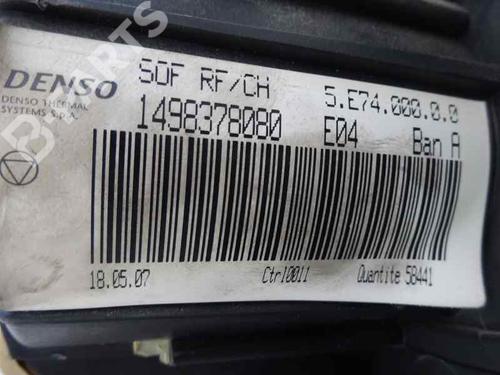 DENSO
DENSO THERMAL
SYSTEMS S.p.A.
SOF RF/CH
5.E74.000.0.0
1498378080
E04
Ban A
18.05.07
Ctrl0011
Quantite 58441